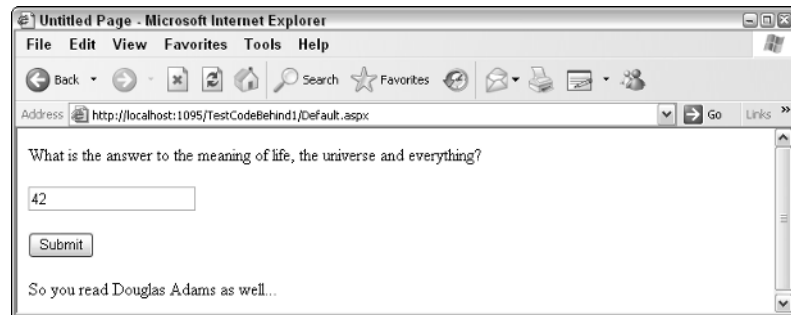 Untitled Page - Microsoft Internet Explorer
File Edit View Favorites Tools Help
Back Search Favorites
Address http://localhost:1095/TestCodeBehind1/Default.aspx Go Links »
What is the answer to the meaning of life, the universe and everything?
42
Submit
So you read Douglas Adams as well...